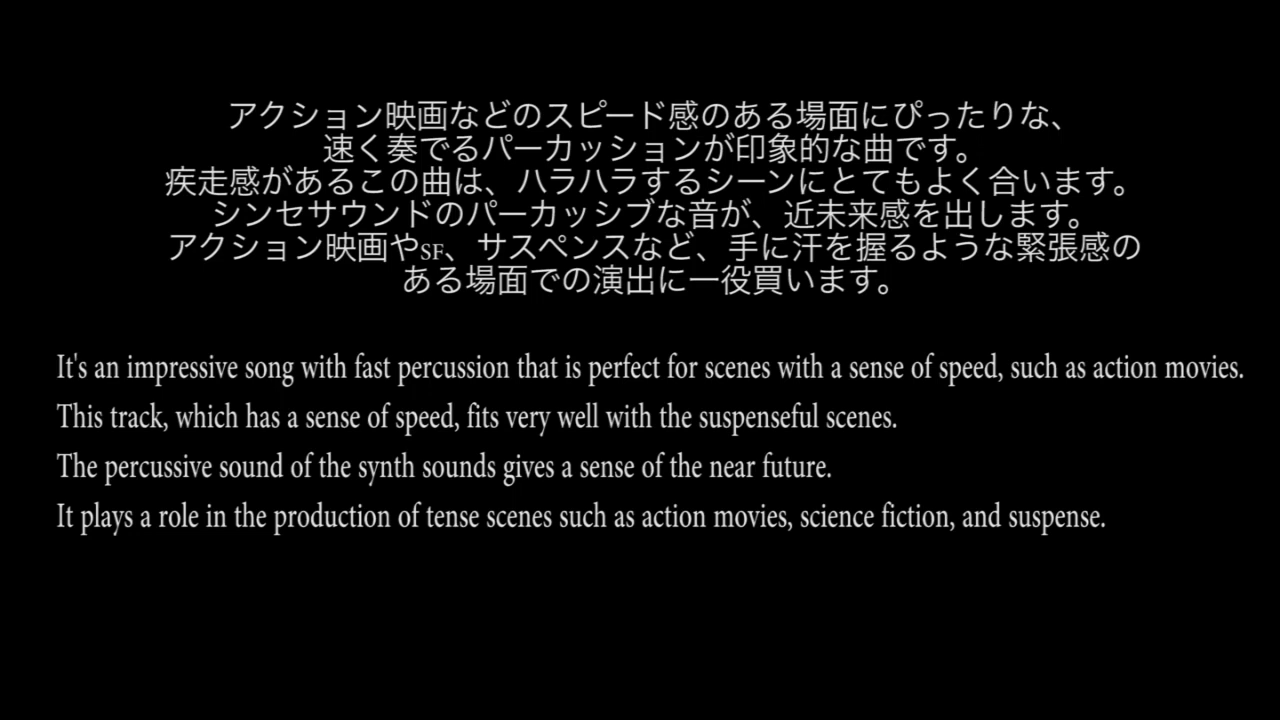 アクション映画などのスピード感のある場面にぴったりな、
速く奏でるパーカッションが印象的な曲です。
疾走感があるこの曲は、ハラハラするシーンにとてもよく合います。
シンセサウンドのパーカッシブな音が、近未来感を出します。
アクション映画やSF、サスペンスなど、手に汗を握るような緊張感の
ある場面での演出に一役買います。
It's an impressive song with fast percussion that is perfect for scenes with a sense of speed, such as action movies.
This track, which has a sense of speed, fits very well with the suspenseful scenes.
The percussive sound of the synth sounds gives a sense of the near future.
It plays a role in the production of tense scenes such as action movies, science fiction, and suspense.